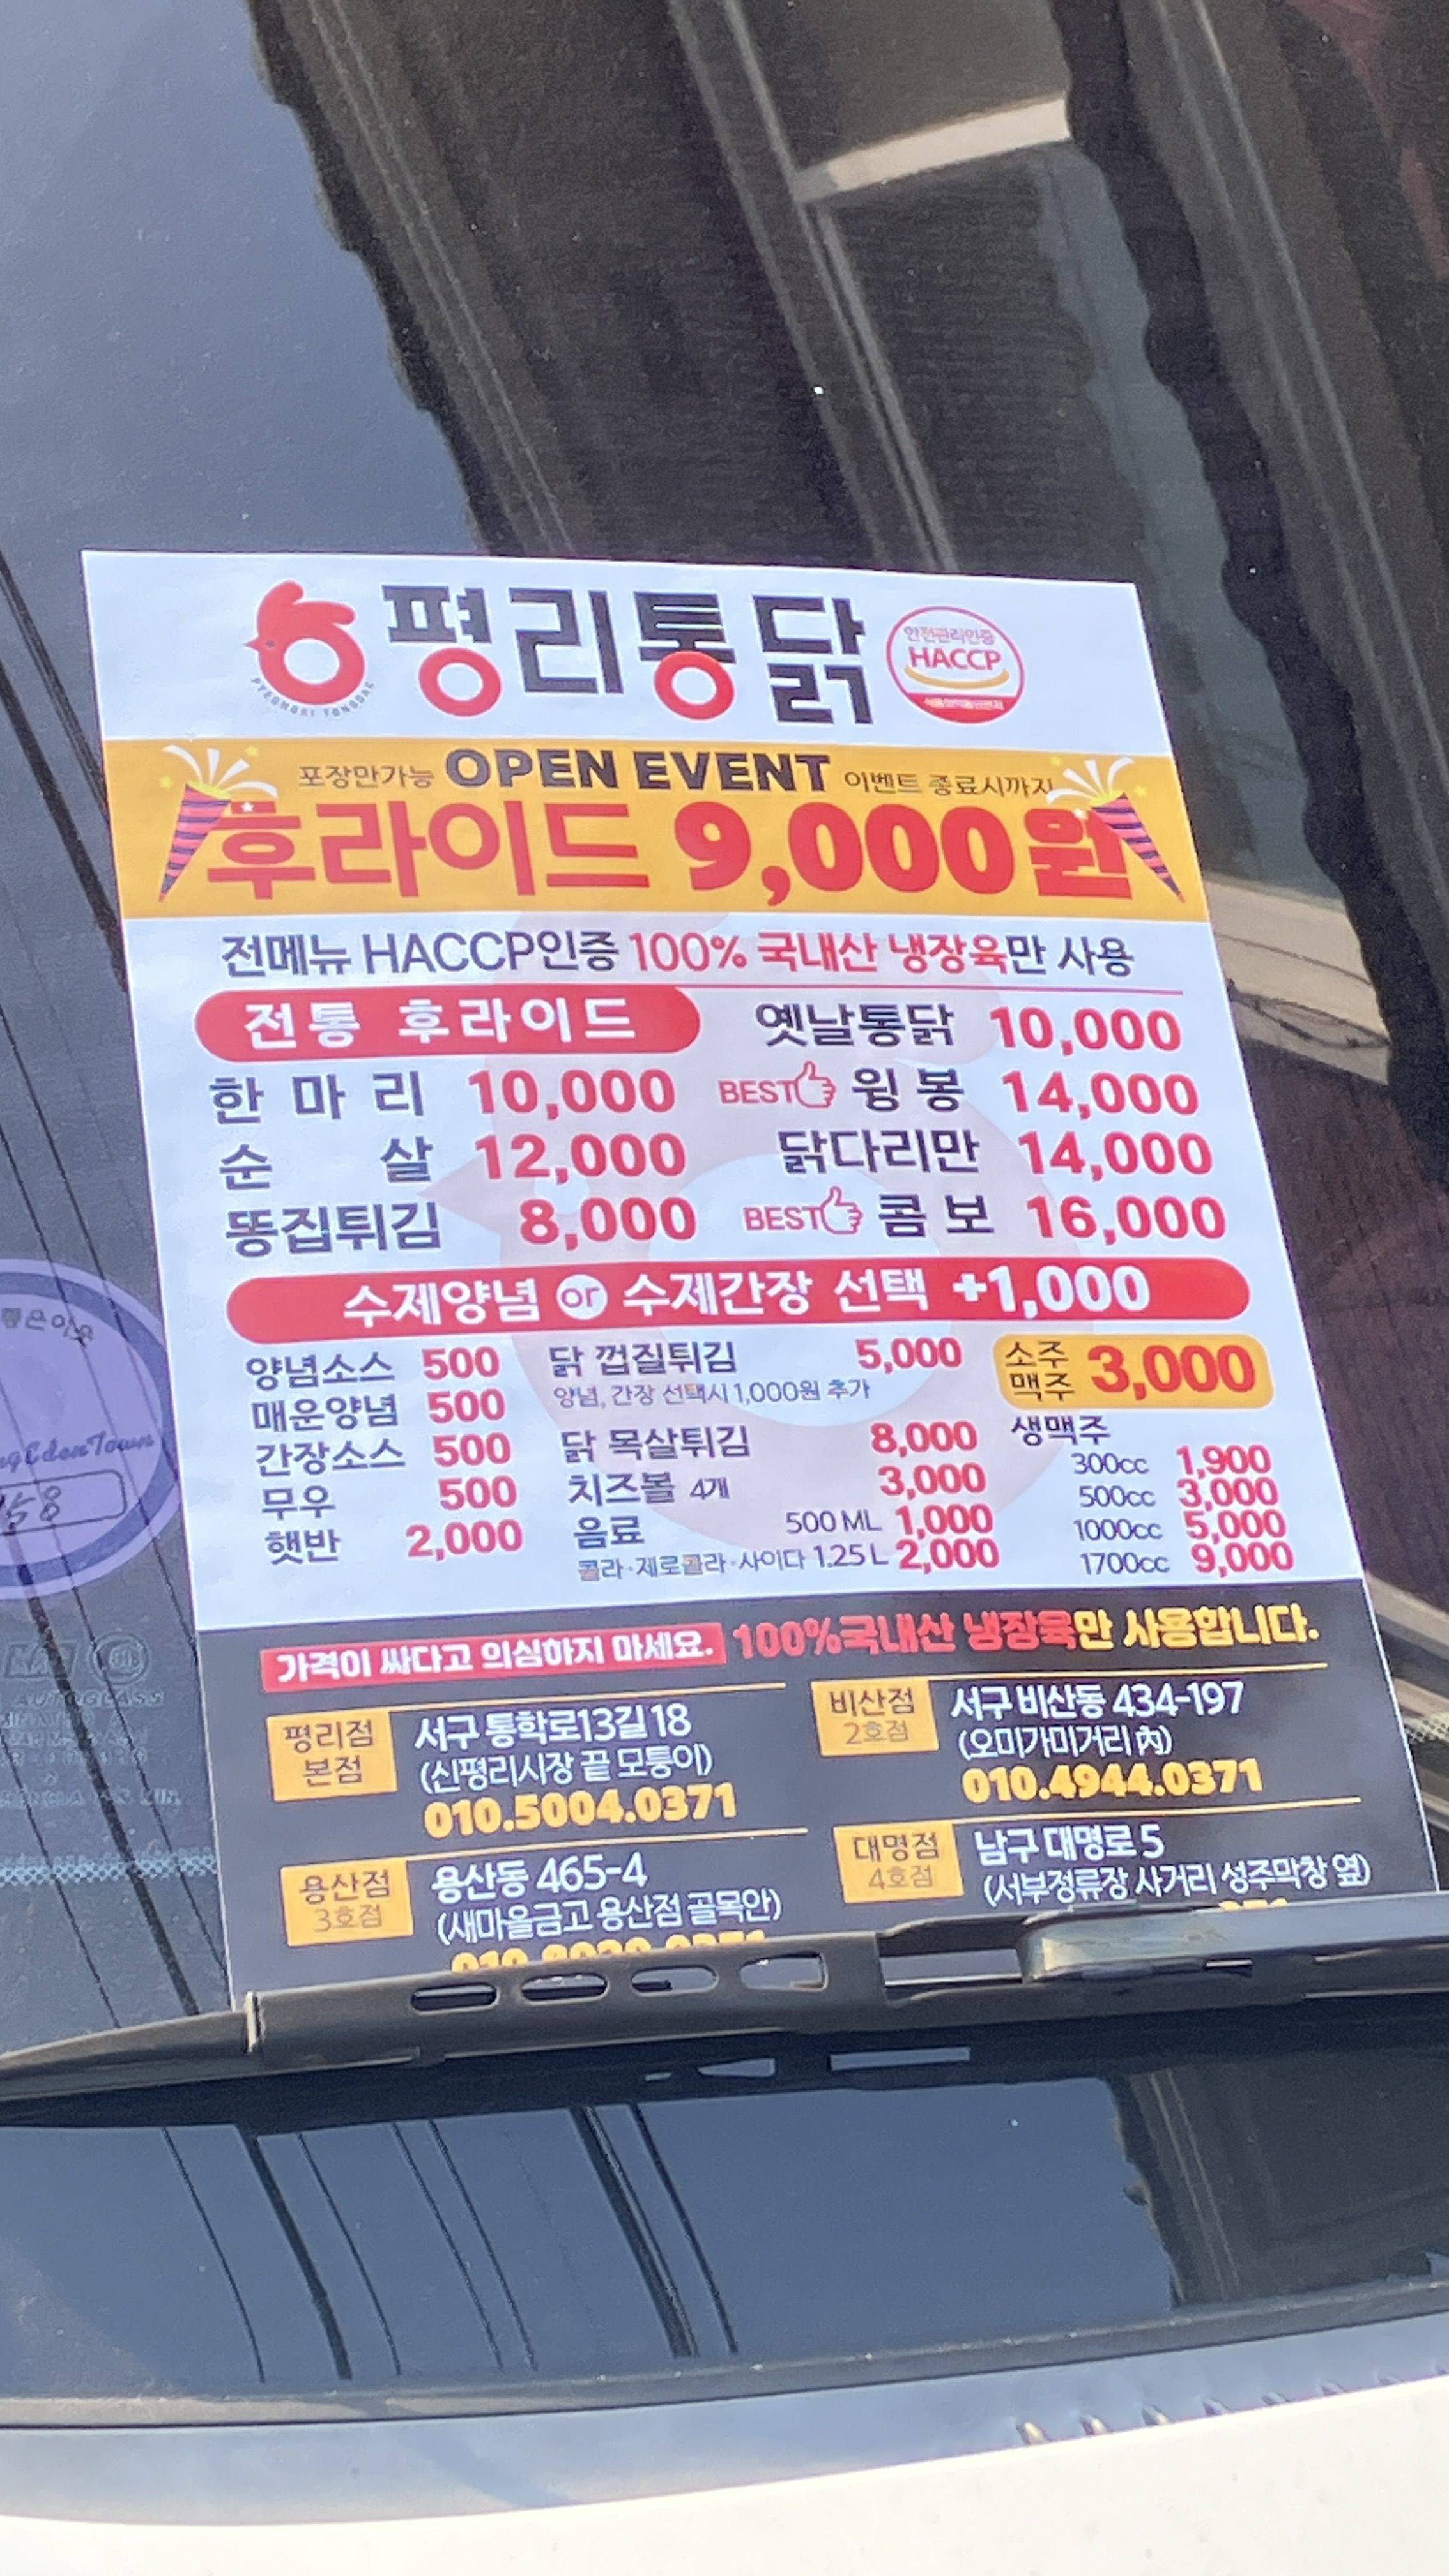 평리통닭
PYEONGRI TONGDAK
안전관리인증
HACCP
포장만가능 OPEN EVENT 이벤트 종료시까지
후라이드 9,000원
전메뉴 HACCP인증 100% 국내산 냉장육만 사용
전통 후라이드
한 마 리 10,000
순 살 12,000
똥집튀김 8,000
옛날통닭 10,000
BEST 윙 봉 14,000
닭다리만 14,000
BEST 콤 보 16,000
수제양념 or 수제간장 선택 +1,000
양념소스 500
매운양념 500
간장소스 500
무우 500
햇반 2,000
닭 껍질튀김 5,000
양념, 간장 선택시 1,000원 추가
닭 목살튀김 8,000
치즈볼 4개 3,000
음료 500 ML 1,000
콜라·제로콜라·사이다 1.25 L 2,000
소주
맥주 3,000
생맥주
300cc 1,900
500cc 3,000
1000cc 5,000
1700cc 9,000
가격이 싸다고 의심하지 마세요. 100%국내산 냉장육만 사용합니다.
평리점
본점
서구 통학로13길 18
(신평리시장 끝 모퉁이)
010.5004.0371
비산점
2호점
서구 비산동 434-197
(오미가미거리 內)
010.4944.0371
용산점
3호점
용산동 465-4
(새마을금고 용산점 골목안)
대명점
4호점
남구 대명로 5
(서부정류장 사거리 성주막창 옆)
AUTOGLASS